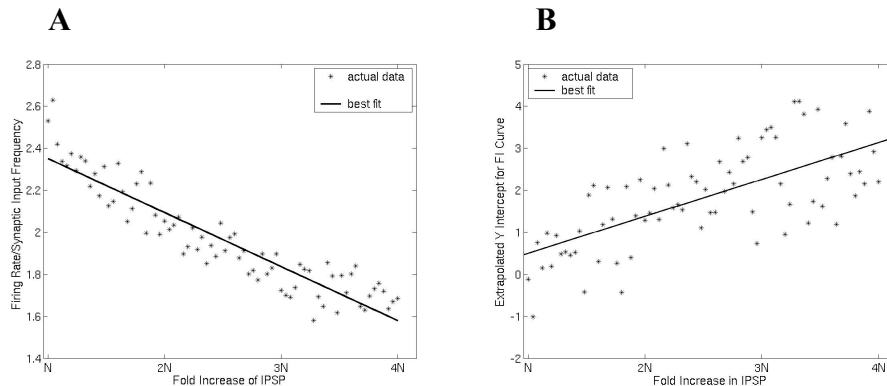 A
Firing Rate/Synaptic Input Frequency
2.8
2.6
2.4
2.2
2
1.8
1.6
1.4
actual data
best fit
N
2N
3N
4N
Fold Increase of IPSP
B
Extrapolated Y Intercept for FI Curve
5
4
3
2
1
0
-1
-2
actual data
best fit
N
2N
3N
4N
Fold Increase in IPSP